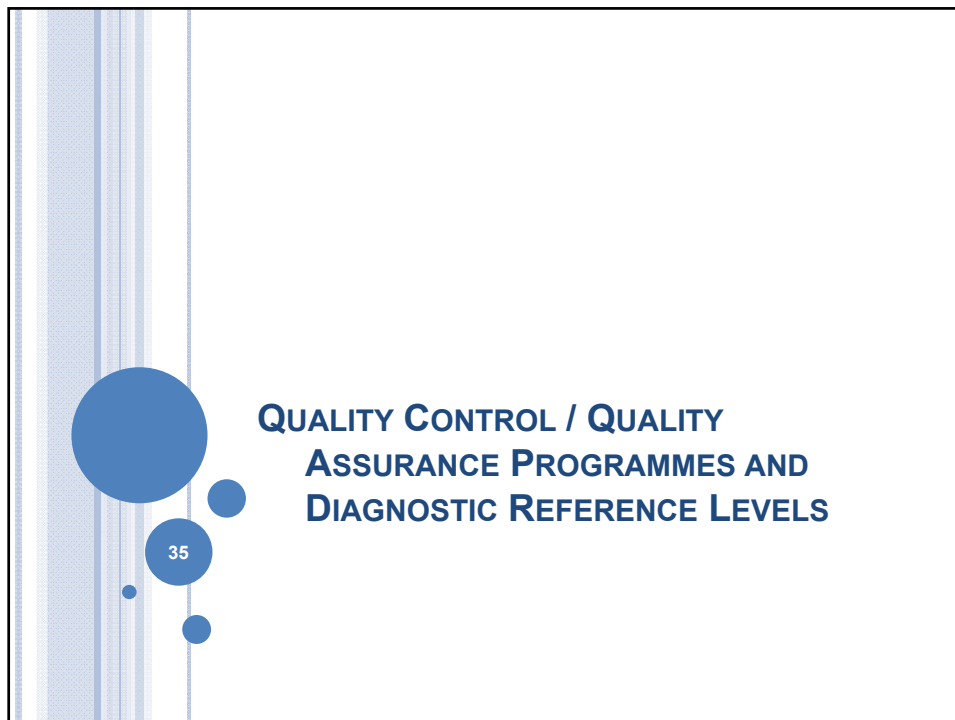 QUALITY CONTROL / QUALITY
ASSURANCE PROGRAMMES AND
DIAGNOSTIC REFERENCE LEVELS
35